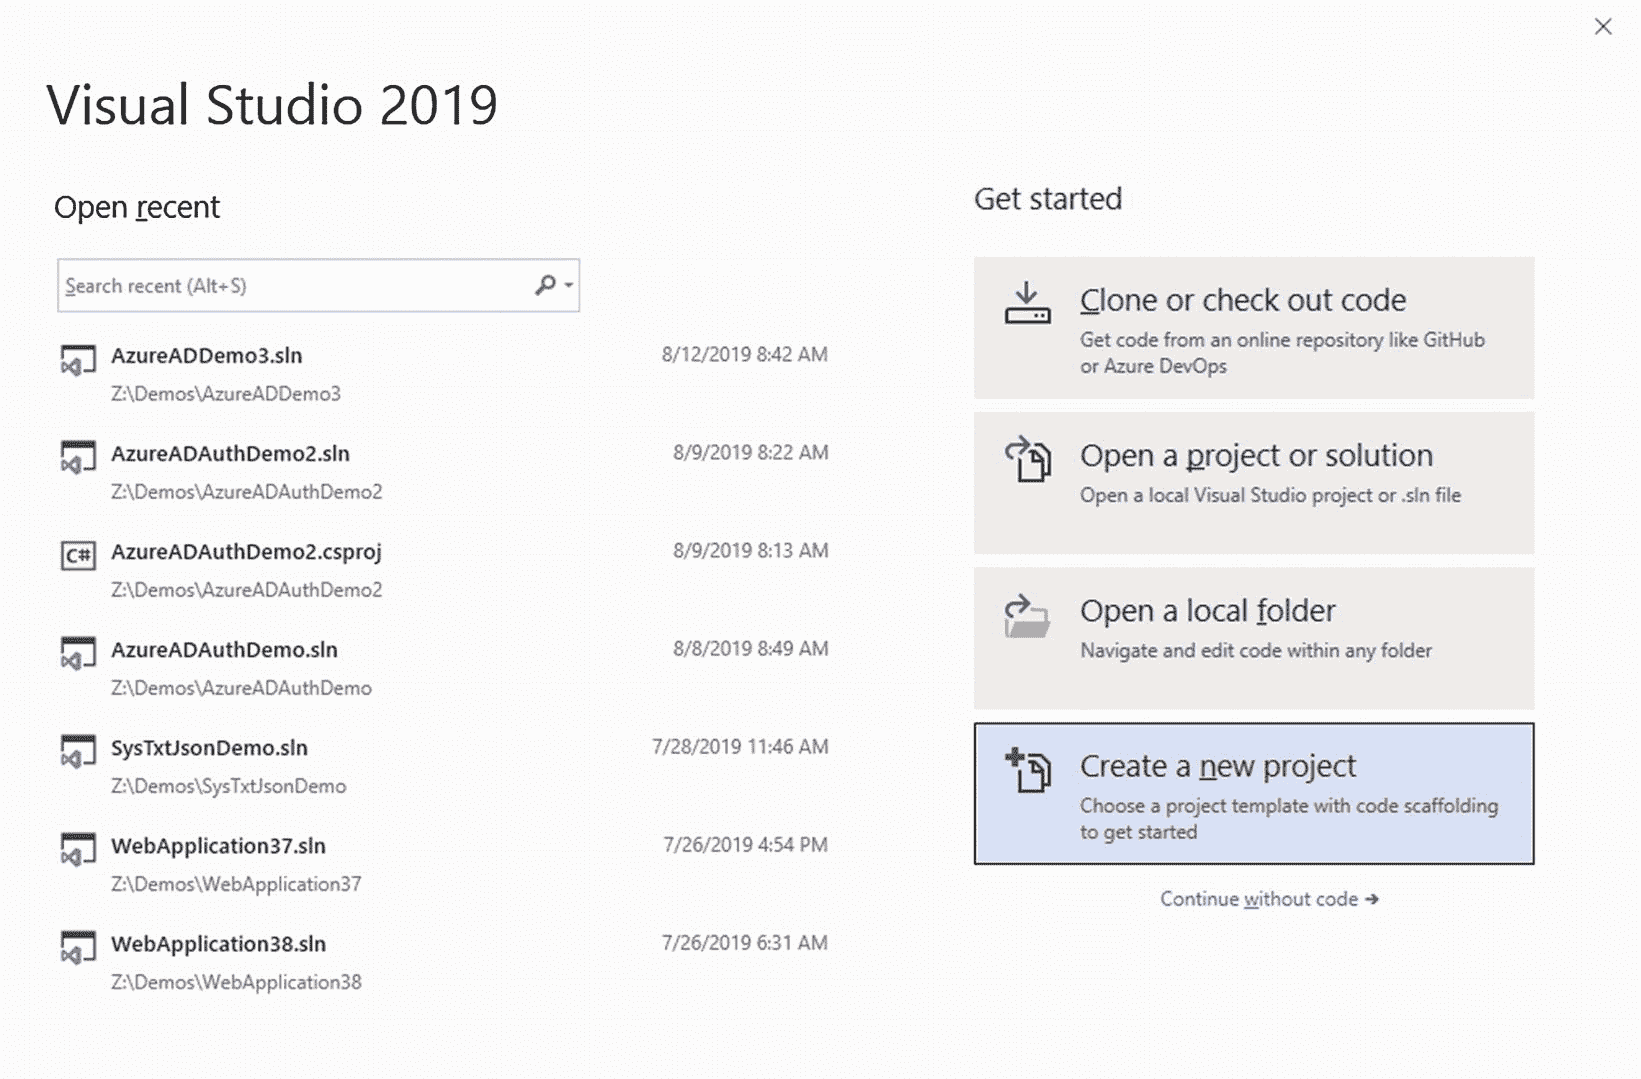 Visual Studio 2019
Open recent
Search recent (Alt+S)
AzureADDemo3.sln 8/12/2019 8:42 AM
Z:\Demos\AzureADDemo3
AzureADAuthDemo2.sln 8/9/2019 8:22 AM
Z:\Demos\AzureADAuthDemo2
C# AzureADAuthDemo2.csproj 8/9/2019 8:13 AM
Z:\Demos\AzureADAuthDemo2
AzureADAuthDemo.sln 8/8/2019 8:49 AM
Z:\Demos\AzureADAuthDemo
SysTxtJsonDemo.sln 7/28/2019 11:46 AM
Z:\Demos\SysTxtJsonDemo
WebApplication37.sln 7/26/2019 4:54 PM
Z:\Demos\WebApplication37
WebApplication38.sln 7/26/2019 6:31 AM
Z:\Demos\WebApplication38
Get started
Clone or check out code
Get code from an online repository like GitHub
or Azure DevOps
Open a project or solution
Open a local Visual Studio project or .sln file
Open a local folder
Navigate and edit code within any folder
Create a new project
Choose a project template with code scaffolding
to get started
Continue without code →